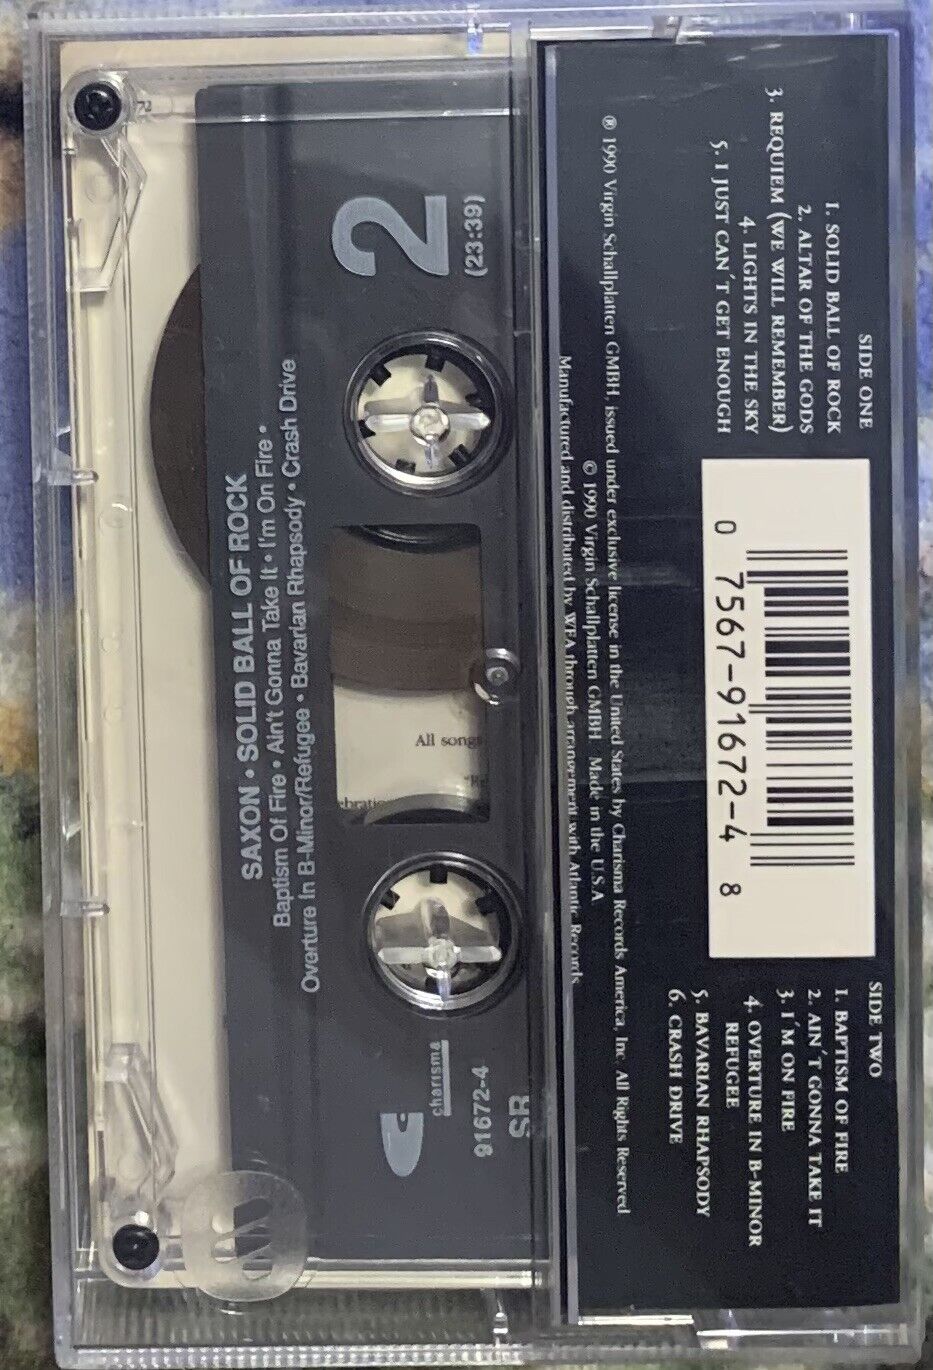 SIDE ONE
1. SOLID BALL OF ROCK
2. ALTAR OF THE GODS
3. REQUIEM (WE WILL REMEMBER)
4. LIGHTS IN THE SKY
5. I JUST CAN´T GET ENOUGH
0 7567-91672-4 8
SIDE TWO
1. BAPTISM OF FIRE
2. AIN´T GONNA TAKE IT
3. I´M ON FIRE
4. OVERTURE IN B-MINOR
REFUGEE
5. BAVARIAN RHAPSODY
6. CRASH DRIVE
℗ 1990 Virgin Schallplatten GMBH, issued under exclusive license in the United States by Charisma Records America, Inc. All Rights Reserved
© 1990 Virgin Schallplatten GMBH. Made in the U.S.A
Manufactured and distributed by WEA through arrangement with Atlantic Records
2
(23:39)
SAXON • SOLID BALL OF ROCK
Baptism Of Fire • Ain't Gonna Take It • I'm On Fire •
Overture In B-Minor/Refugee • Bavarian Rhapsody • Crash Drive
All songs
charisma
91672-4
SR